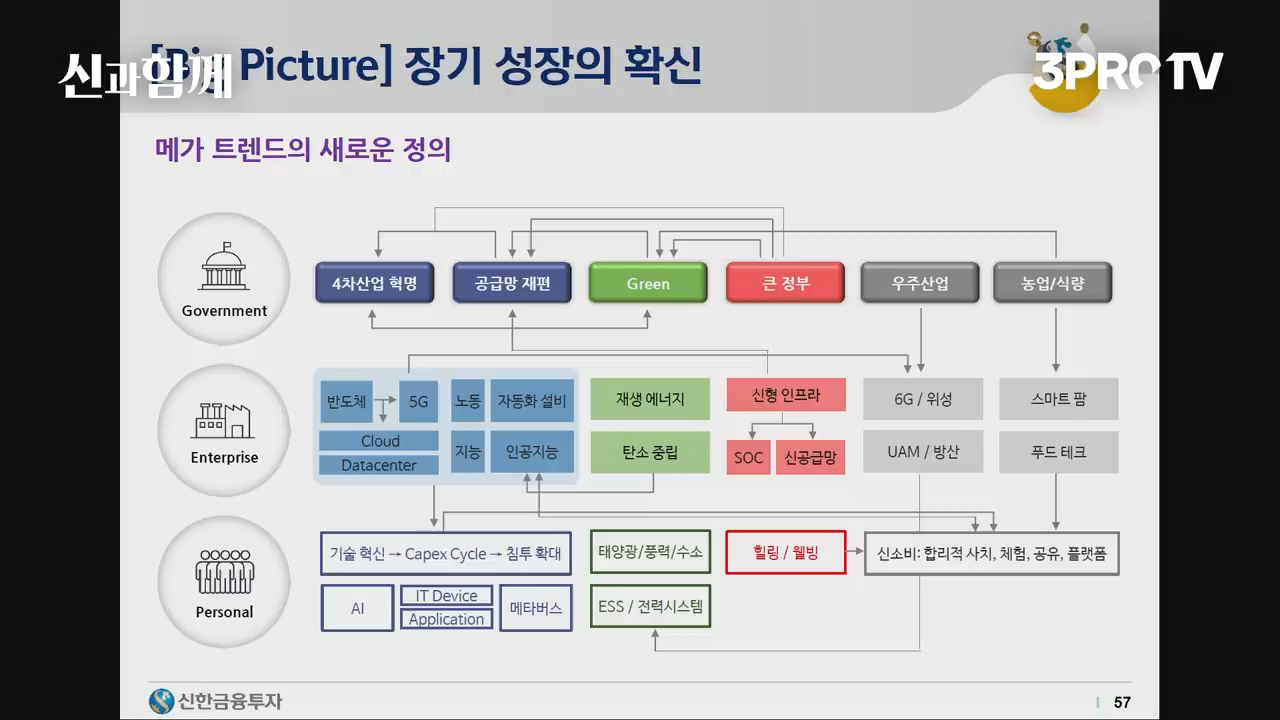 신과함께
Picture] 장기 성장의 확신
3PROTV
메가 트렌드의 새로운 정의
Government
4차산업 혁명
공급망 재편
Green
큰 정부
우주산업
농업/식량
Enterprise
반도체
5G
노동
자동화 설비
재생 에너지
신형 인프라
6G / 위성
스마트 팜
Cloud
Datacenter
지능
인공지능
탄소 중립
SOC
신공급망
UAM / 방산
푸드 테크
Personal
기술 혁신 → Capex Cycle → 침투 확대
태양광/풍력/수소
힐링 / 웰빙
신소비: 합리적 사치, 체험, 공유, 플랫폼
AI
IT Device
Application
메타버스
ESS / 전력시스템
신한금융투자
57